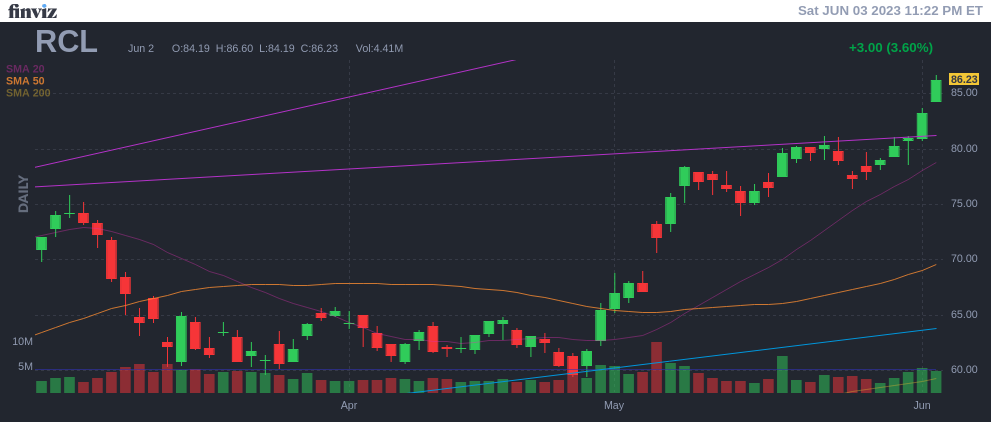 finviz
Sat JUN 03 2023 11:22 PM ET
RCL
Jun 2 O:84.19 H:86.60 L:84.19 C:86.23 Vol:4.41M
+3.00 (3.60%)
SMA 20
SMA 50
SMA 200
86.23
85.00
80.00
75.00
70.00
65.00
60.00
DAILY
10M
5M
Apr
May
Jun